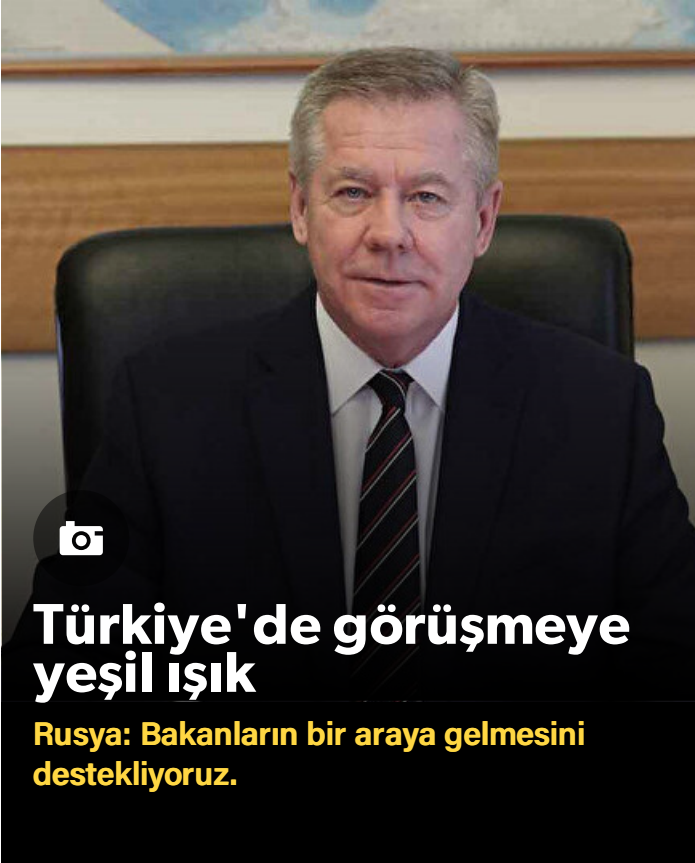 Türkiye'de görüşmeye
yeşil ışık
Rusya: Bakanların bir araya gelmesini
destekliyoruz.